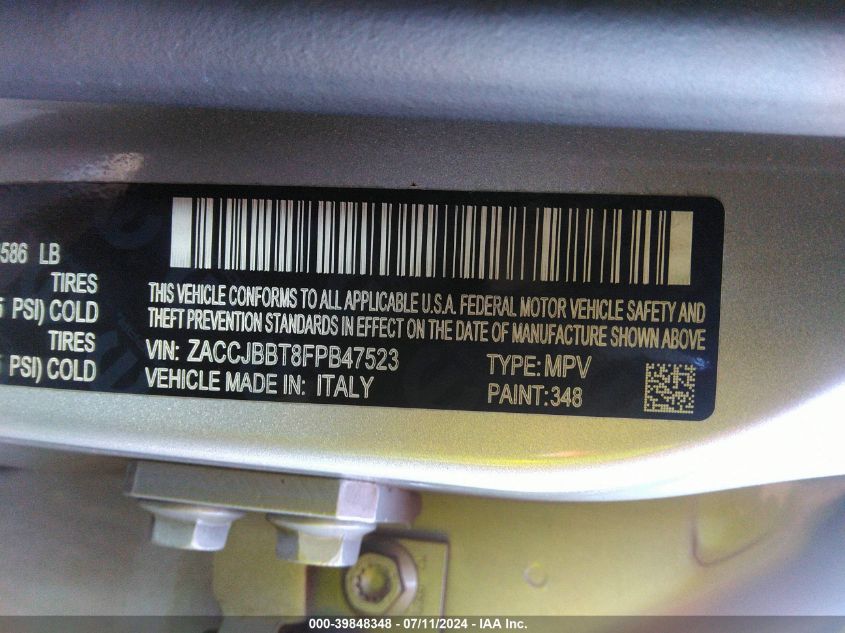 586 LB
TIRES
PSI) COLD
TIRES
PSI) COLD
THIS VEHICLE CONFORMS TO ALL APPLICABLE U.S.A. FEDERAL MOTOR VEHICLE SAFETY AND
THEFT PREVENTION STANDARDS IN EFFECT ON THE DATE OF MANUFACTURE SHOWN ABOVE
VIN: ZACCJBBT8FPB47523
TYPE:MPV
VEHICLE MADE IN: ITALY
PAINT:348
000-39848348 - 07/11/2024 - IAA Inc.